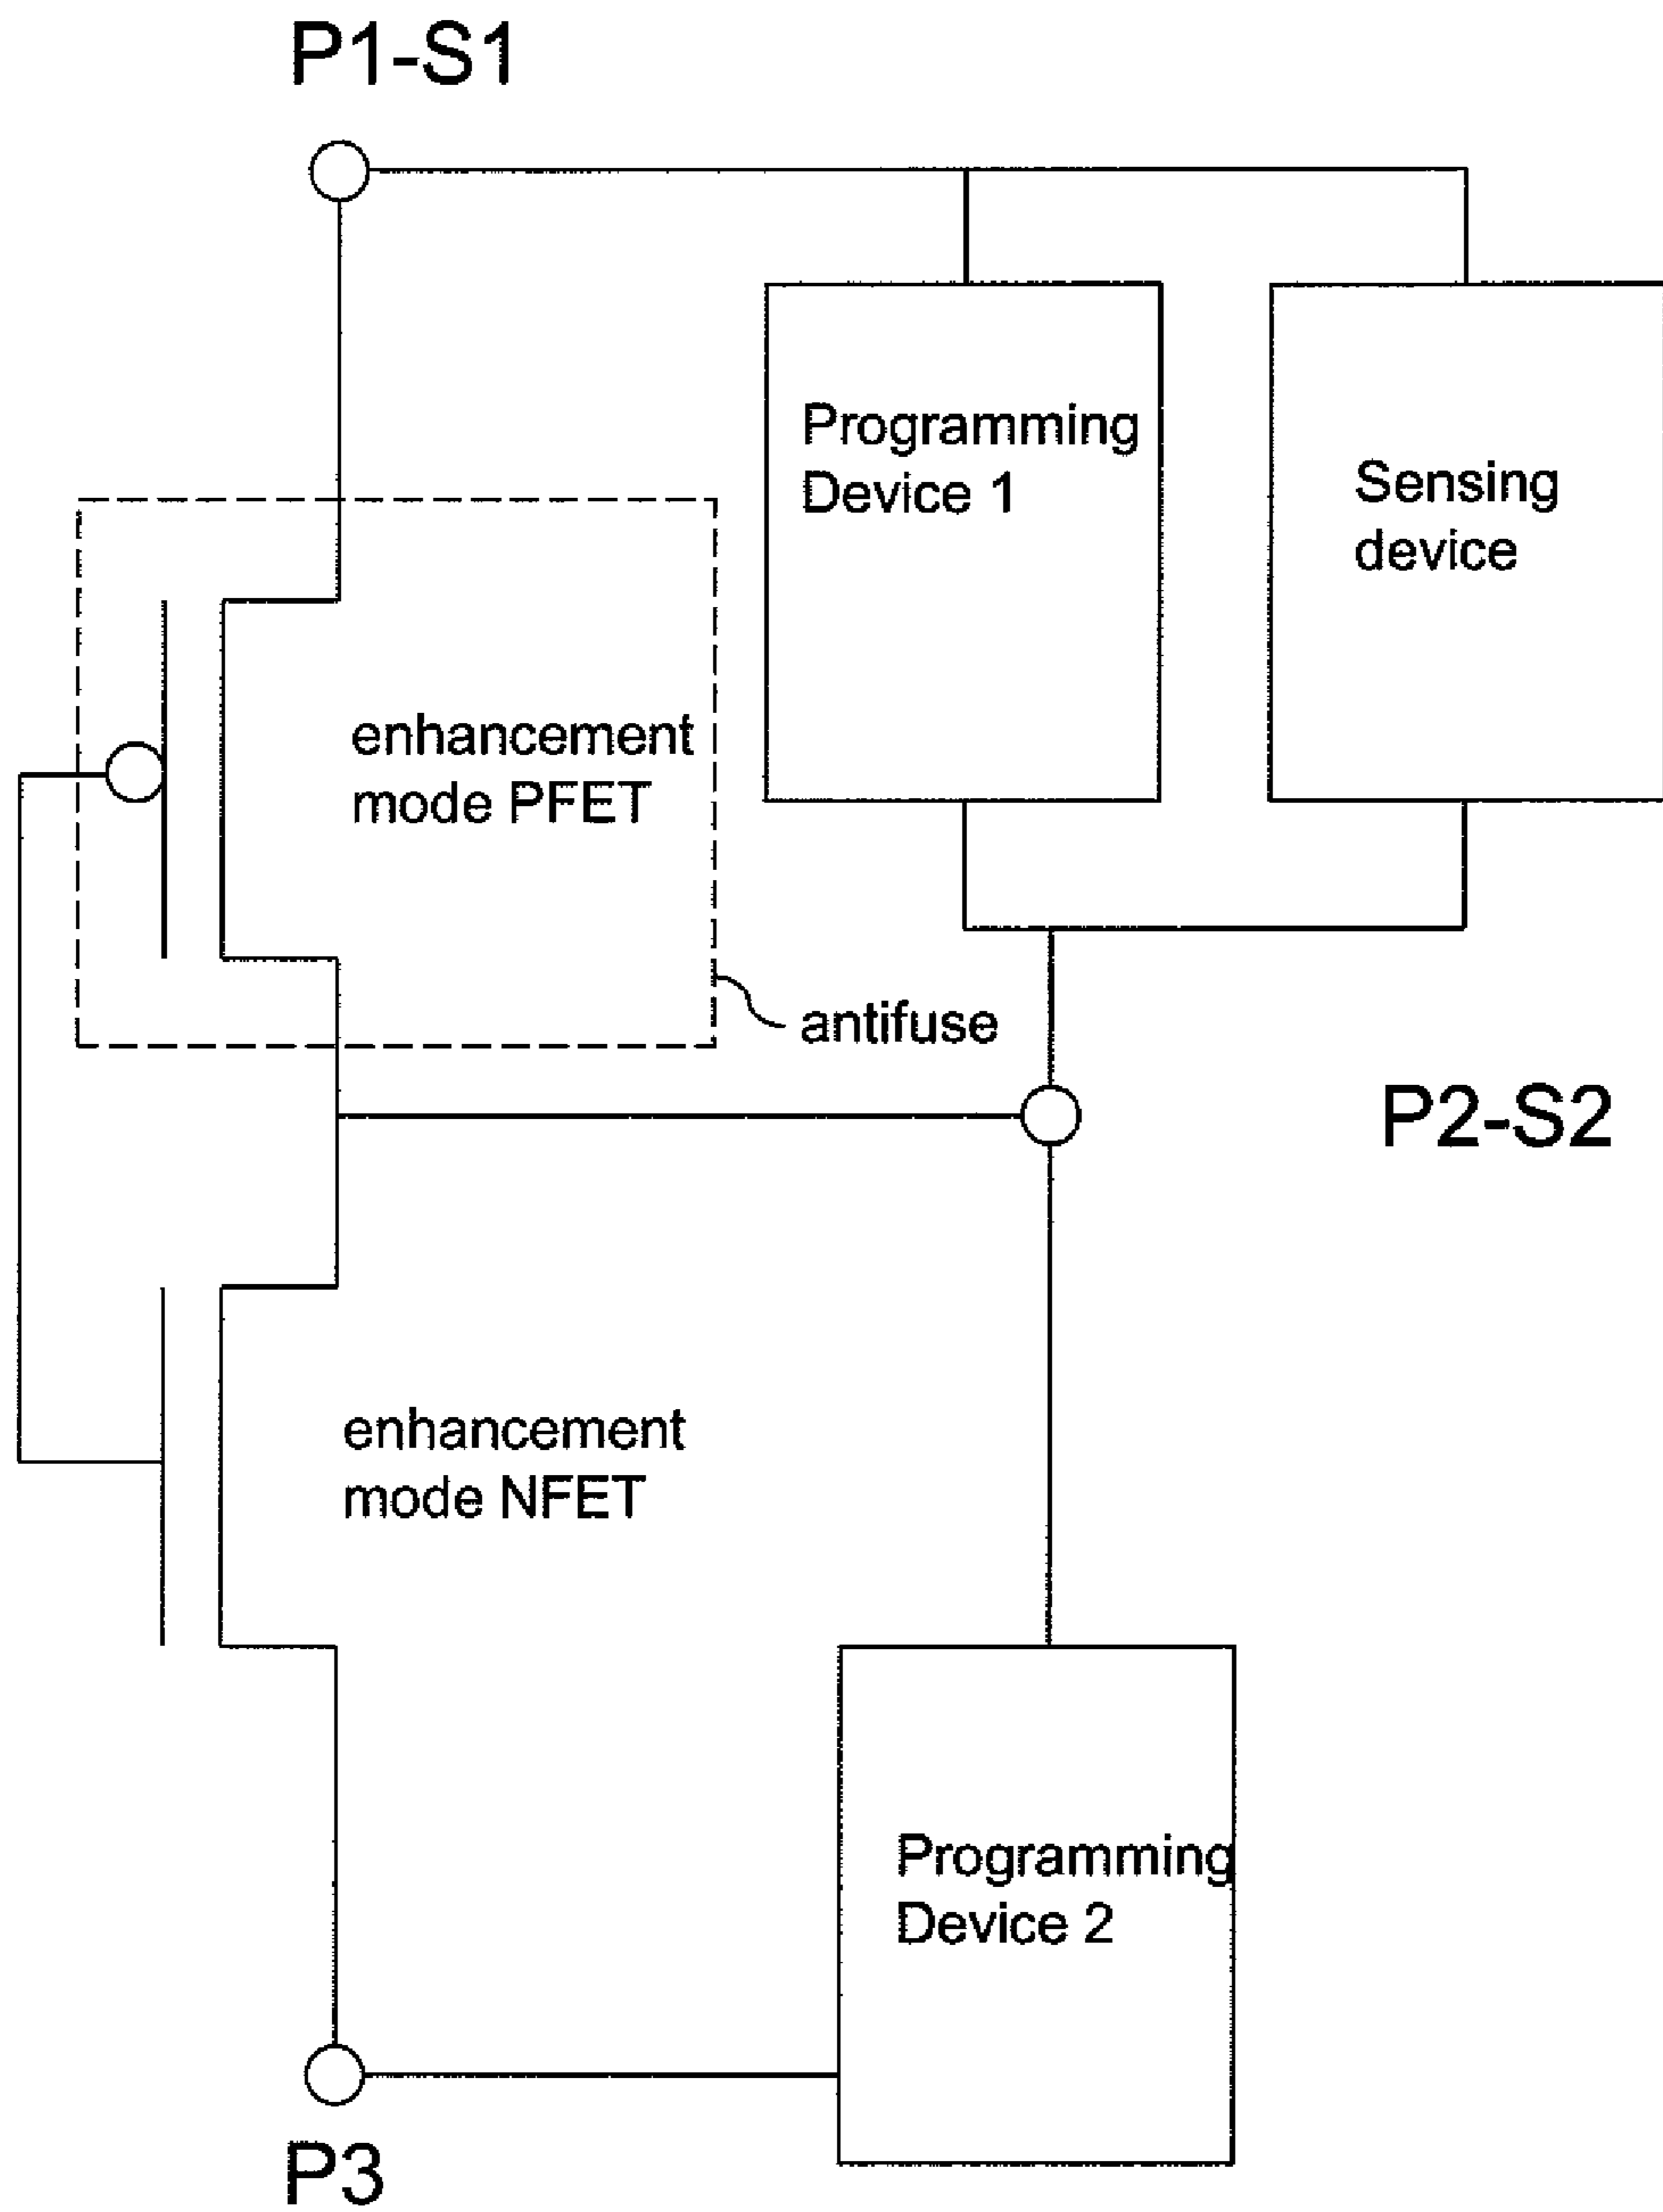 P1-S1
Programming
Device 1
Sensing
device
enhancement
mode PFET
antifuse
P2-S2
enhancement
mode NFET
Programming
Device 2
P3